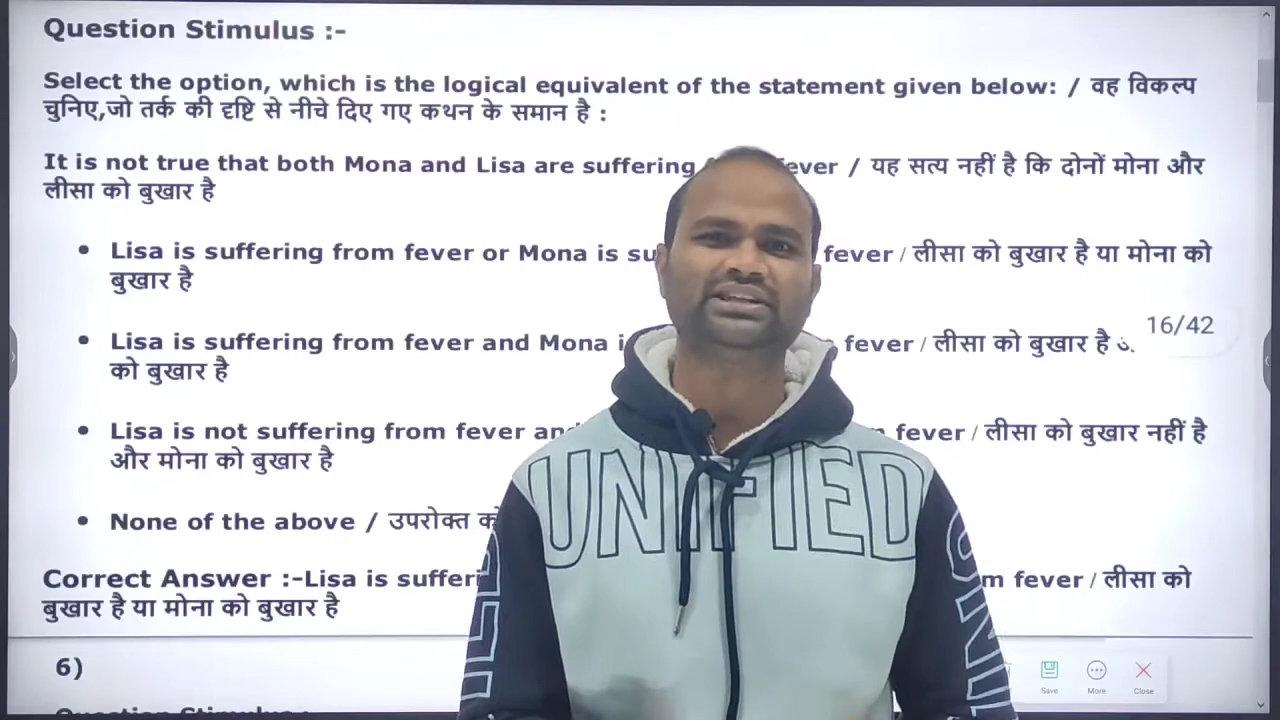 Question Stimulus :-
Select the option, which is the logical equivalent of the statement given below: / वह विकल्प
चुनिए,जो तर्क की दृष्टि से नीचे दिए गए कथन के समान है :
It is not true that both Mona and Lisa are suffering / यह सत्य नहीं है कि दोनों मोना और
लीसा को बुखार है
Lisa is suffering from fever or Mona is fever / लीसा को बुखार है या मोना को
बुखार है
Lisa is suffering from fever and Mona fever / लीसा को बुखार है
को बुखार है
Lisa is not suffering from fever fever / लीसा को बुखार नहीं है
और मोना को बुखार है
None of the above / उपरोक्त
Correct Answer :-Lisa is fever / लीसा को
बुखार है या मोना को बुखार है
6)
16/42
UNIFIED
Save
More
Close